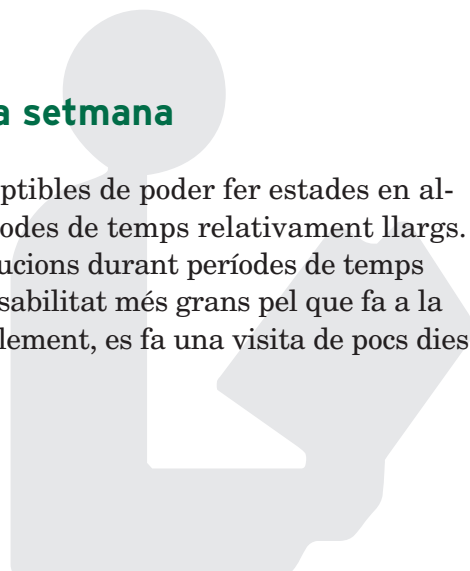 a setmana
ptibles de poder fer estades en al-
odes de temps relativament llargs.
ucions durant períodes de temps
sabilitat més grans pel que fa a la
lement, es fa una visita de pocs dies